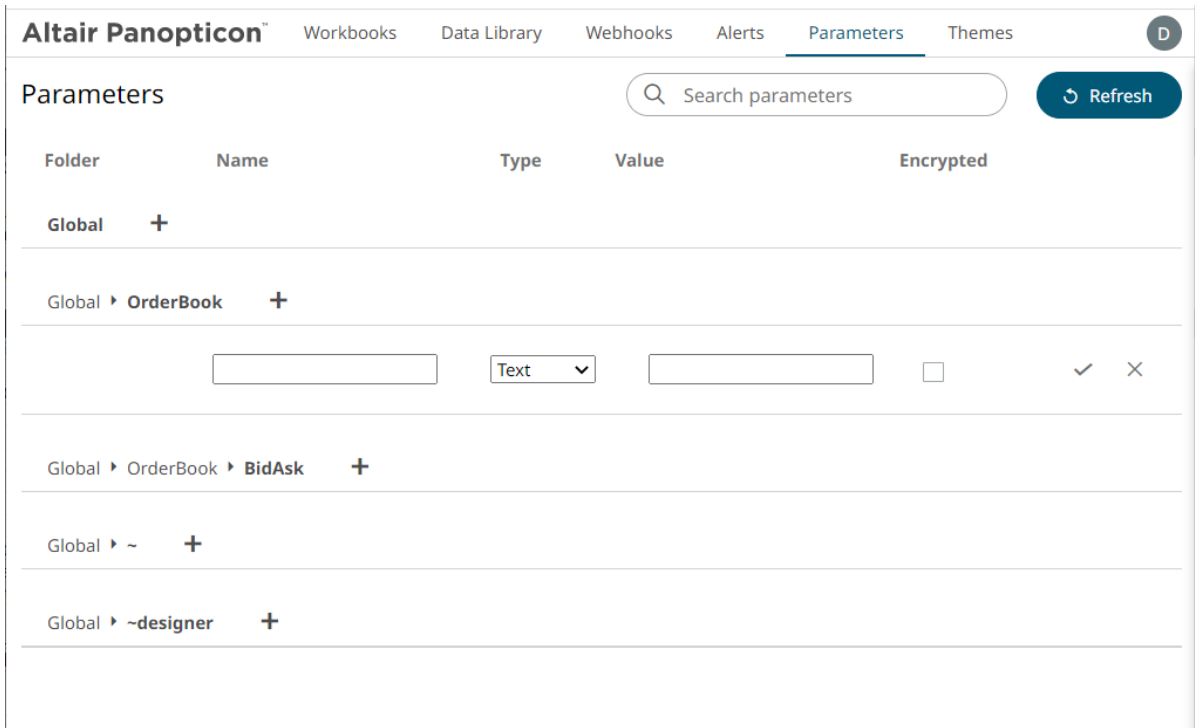 Altair Panopticon™ Workbooks Data Library Webhooks Alerts Parameters Themes D
Parameters Search parameters Refresh
Folder Name Type Value Encrypted
Global +
Global OrderBook +
Text
Global OrderBook BidAsk +
Global ~ +
Global ~designer +